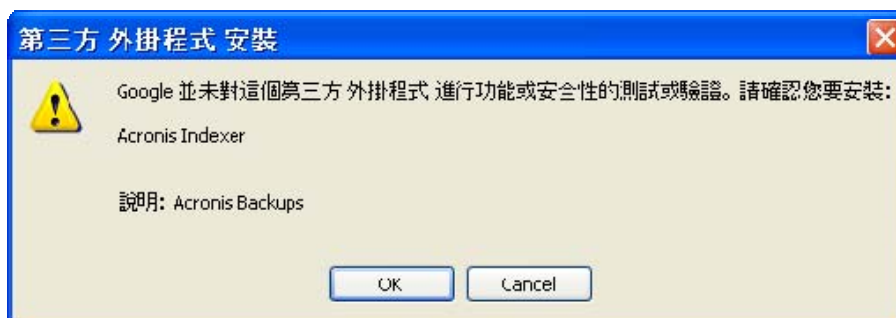 第三方 外掛程式 安裝
Google 並未對這個第三方 外掛程式 進行功能或安全性的測試或驗證。請確認您要安裝:
Acronis Indexer
說明: Acronis Backups
OK Cancel